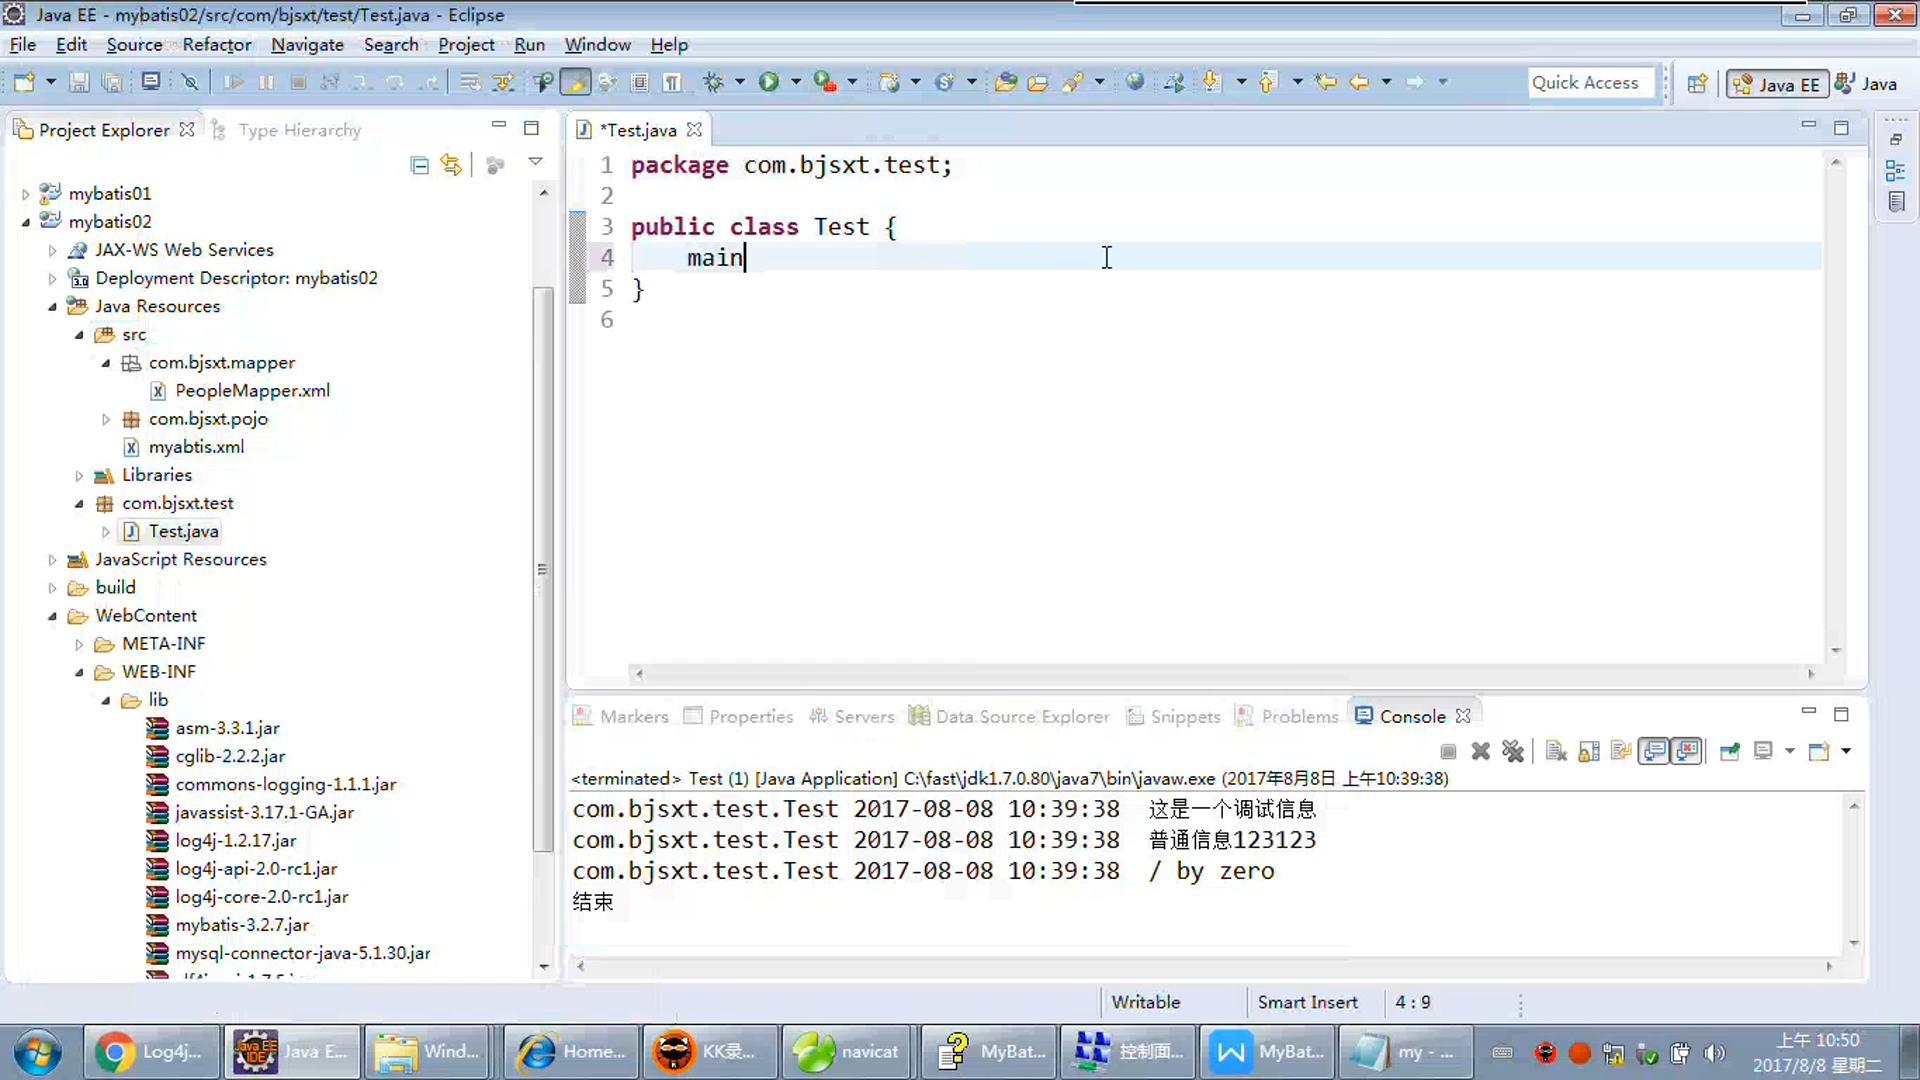 Java EE - mybatis02/src/com/bjsxt/test/Test.java - Eclipse
File Edit Source Refactor Navigate Search Project Run Window Help
Quick Access
Java EE
Java
Project Explorer
Type Hierarchy
*Test.java
mybatis01
mybatis02
JAX-WS Web Services
Deployment Descriptor: mybatis02
Java Resources
src
com.bjsxt.mapper
PeopleMapper.xml
com.bjsxt.pojo
myabtis.xml
Libraries
com.bjsxt.test
Test.java
JavaScript Resources
build
WebContent
META-INF
WEB-INF
lib
asm-3.3.1.jar
cglib-2.2.2.jar
commons-logging-1.1.1.jar
javassist-3.17.1-GA.jar
log4j-1.2.17.jar
log4j-api-2.0-rc1.jar
log4j-core-2.0-rc1.jar
mybatis-3.2.7.jar
mysql-connector-java-5.1.30.jar
1 package com.bjsxt.test;
2
3 public class Test {
4 main
5 }
6
Markers Properties Servers Data Source Explorer Snippets Problems Console
<terminated> Test (1) [Java Application] C:\fast\jdk1.7.0.80\java7\bin\javaw.exe (2017年8月8日 上午10:39:38)
com.bjsxt.test.Test 2017-08-08 10:39:38 这是一个调试信息
com.bjsxt.test.Test 2017-08-08 10:39:38 普通信息123123
com.bjsxt.test.Test 2017-08-08 10:39:38 / by zero
结束
Writable Smart Insert 4 : 9
Log4j... Java E... Wind... Home... KK录... navicat MyBat... 控制面... MyBat... my - ...
上午 10:50
2017/8/8 星期二